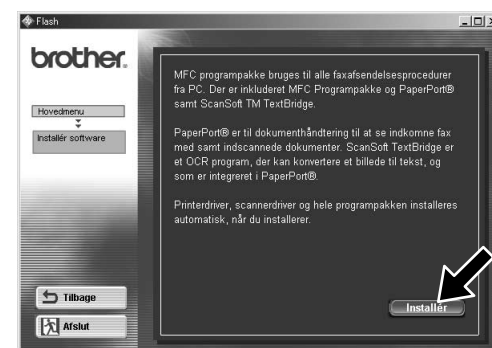 Flash
brother.
Hovedmenu
Installér software
MFC programpakke bruges til alle faxafsendelsesprocedurer
fra PC. Der er inkluderet MFC Programpakke og PaperPort®
samt ScanSoft TM TextBridge.
PaperPort® er til dokumenthåndtering til at se indkomne fax
med samt indscannede dokumenter. ScanSoft TextBridge er
et OCR program, der kan konvertere et billede til tekst, og
som er integreret i PaperPort®.
Printerdriver, scannerdriver og hele programpakken installeres
automatisk, når du installerer.
Installér
Tilbage
Afslut